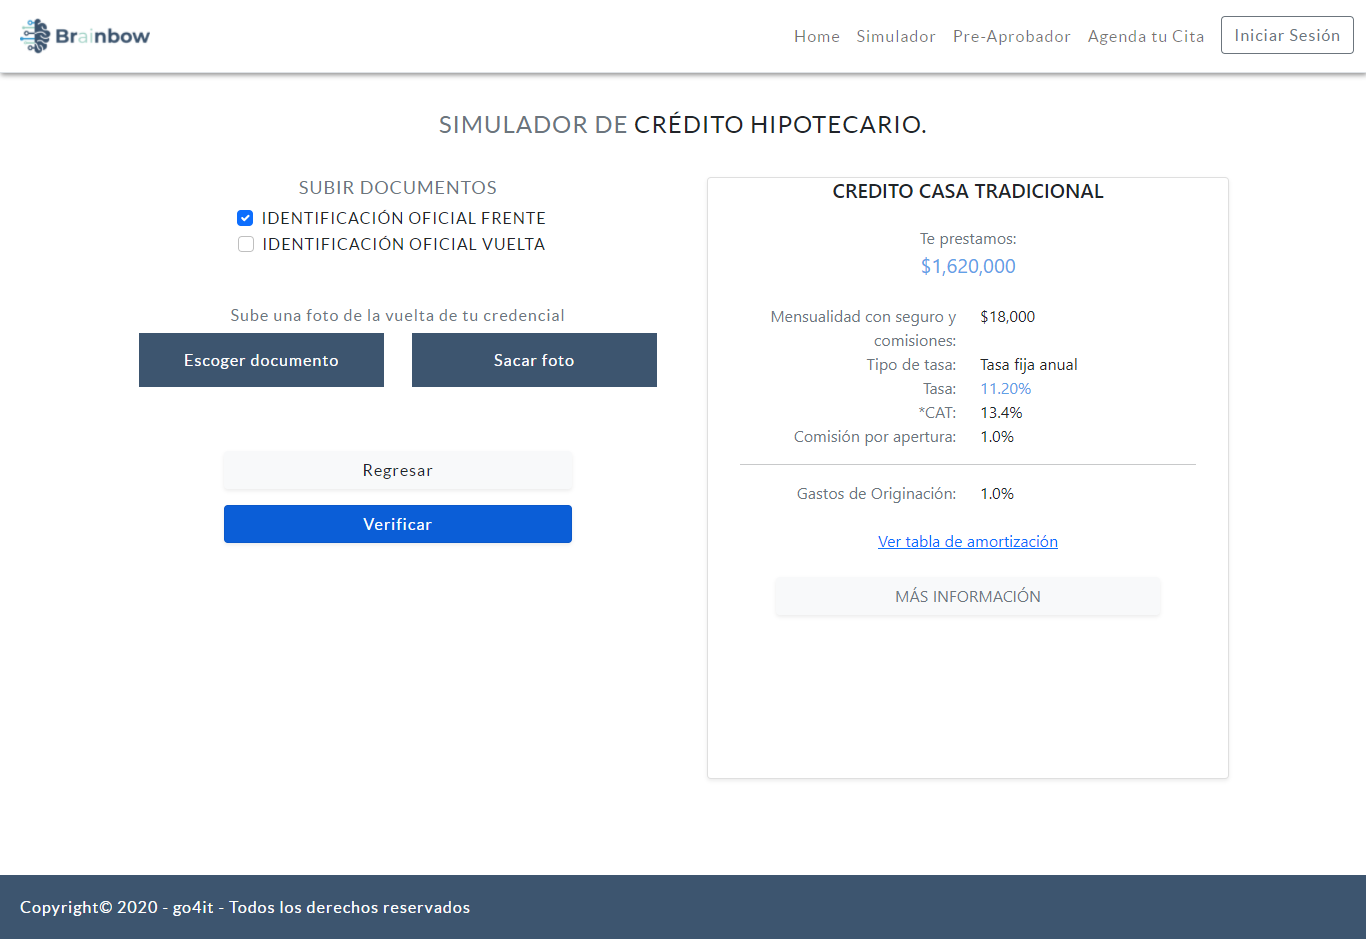 Brainbow
Home Simulador Pre-Aprobador Agenda tu Cita Iniciar Sesión
SIMULADOR DE CRÉDITO HIPOTECARIO.
SUBIR DOCUMENTOS
IDENTIFICACIÓN OFICIAL FRENTE
IDENTIFICACIÓN OFICIAL VUELTA
Sube una foto de la vuelta de tu credencial
Escoger documento Sacar foto
Regresar
Verificar
CREDITO CASA TRADICIONAL
Te prestamos:
$1,620,000
Mensualidad con seguro y $18,000
comisiones:
Tipo de tasa: Tasa fija anual
Tasa: 11.20%
*CAT: 13.4%
Comisión por apertura: 1.0%
Gastos de Originación: 1.0%
Ver tabla de amortización
MÁS INFORMACIÓN
Copyright© 2020 - go4it - Todos los derechos reservados